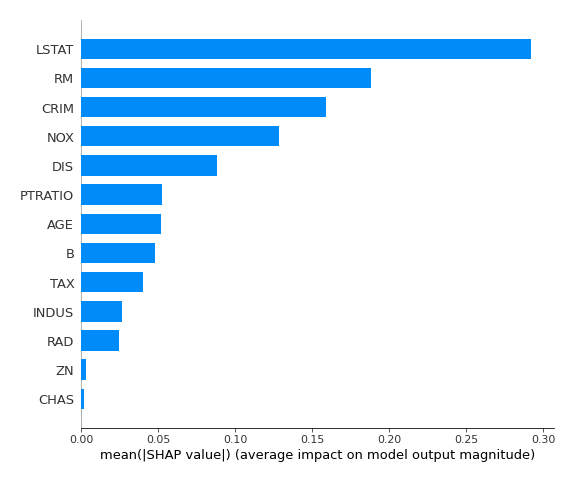 LSTAT
RM
CRIM
NOX
DIS
PTRATIO
AGE
B
TAX
INDUS
RAD
ZN
CHAS
0.00 0.05 0.10 0.15 0.20 0.25 0.30
mean(|SHAP value|) (average impact on model output magnitude)